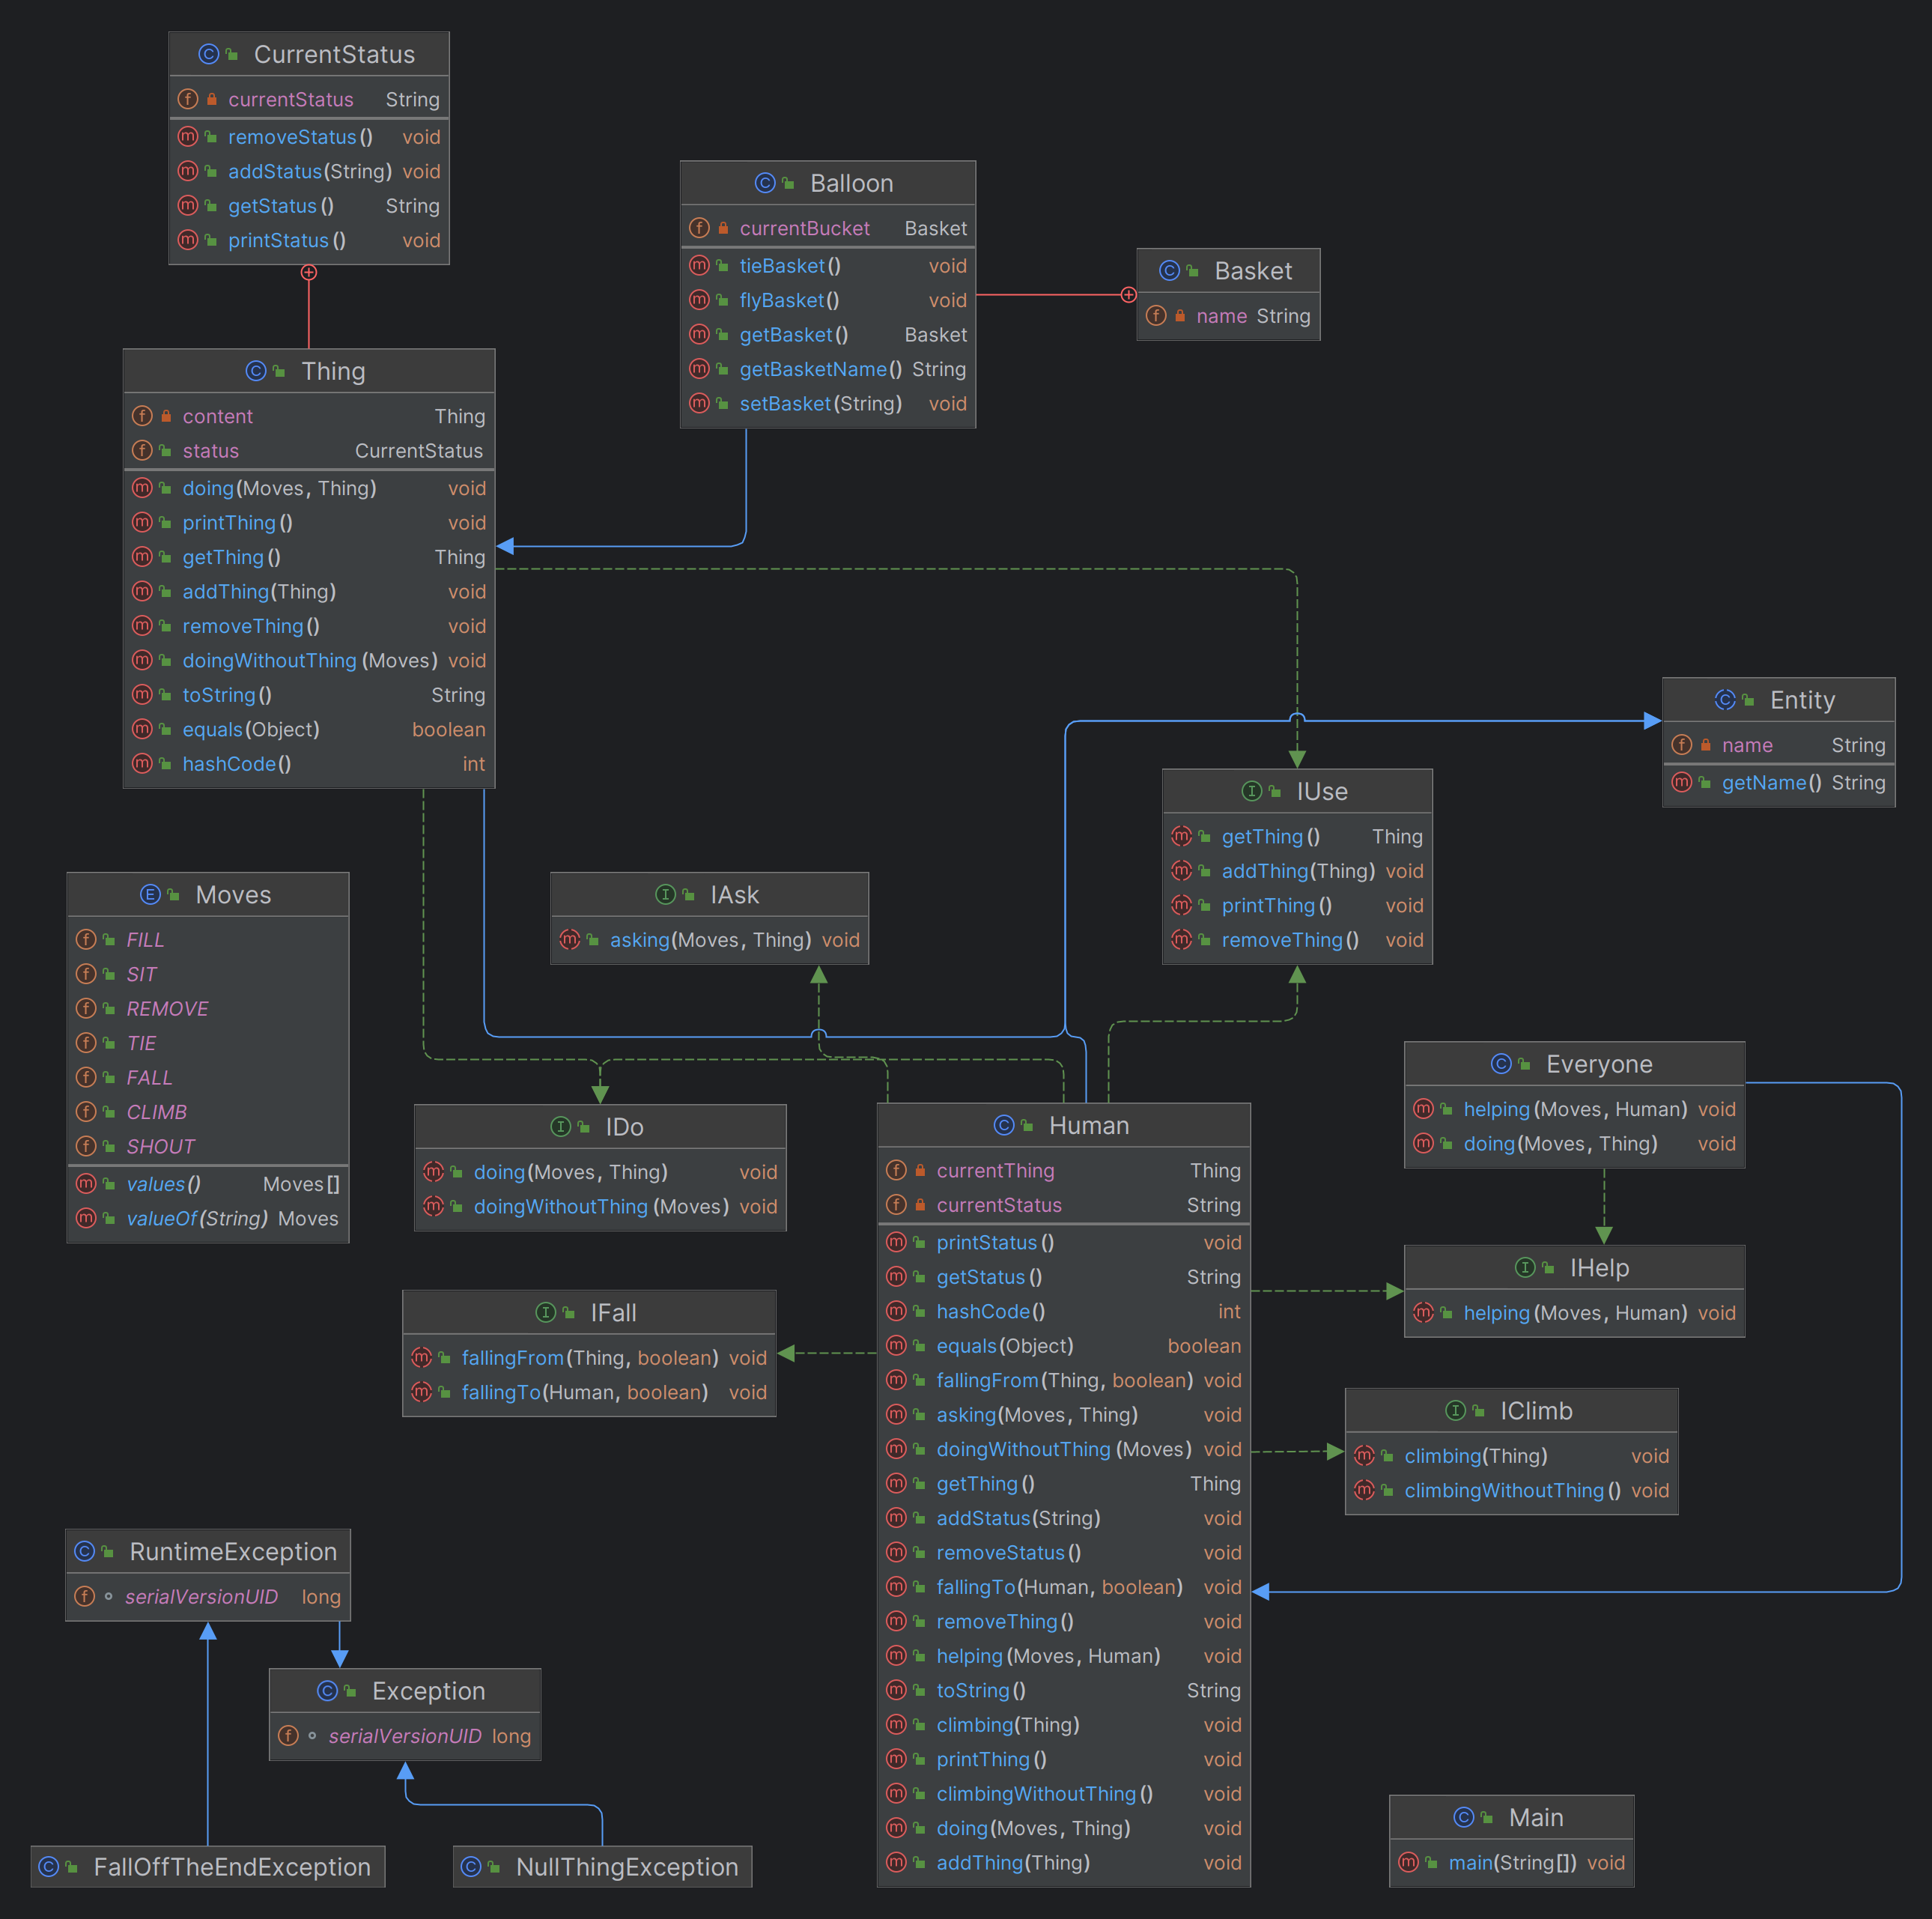 CurrentStatus
currentStatus String
removeStatus() void
addStatus(String) void
getStatus() String
printStatus() void
Balloon
currentBucket Basket
tieBasket() void
flyBasket() void
getBasket() Basket
getBasketName() String
setBasket(String) void
Basket
name String
Thing
content Thing
status CurrentStatus
doing(Moves, Thing) void
printThing() void
getThing() Thing
addThing(Thing) void
removeThing() void
doingWithoutThing(Moves) void
toString() String
equals(Object) boolean
hashCode() int
Entity
name String
getName() String
IUse
getThing() Thing
addThing(Thing) void
printThing() void
removeThing() void
Moves
FILL
SIT
REMOVE
TIE
FALL
CLIMB
SHOUT
values() Moves[]
valueOf(String) Moves
IAsk
asking(Moves, Thing) void
Everyone
helping(Moves, Human) void
doing(Moves, Thing) void
IDo
doing(Moves, Thing) void
doingWithoutThing(Moves) void
Human
currentThing Thing
currentStatus String
printStatus() void
getStatus() String
hashCode() int
equals(Object) boolean
fallingFrom(Thing, boolean) void
asking(Moves, Thing) void
doingWithoutThing(Moves) void
getThing() Thing
addStatus(String) void
removeStatus() void
fallingTo(Human, boolean) void
removeThing() void
helping(Moves, Human) void
toString() String
climbing(Thing) void
printThing() void
climbingWithoutThing() void
doing(Moves, Thing) void
addThing(Thing) void
IHelp
helping(Moves, Human) void
IFall
fallingFrom(Thing, boolean) void
fallingTo(Human, boolean) void
IClimb
climbing(Thing) void
climbingWithoutThing() void
RuntimeException
serialVersionUID long
Exception
serialVersionUID long
FallOffTheEndException
NullThingException
Main
main(String[]) void